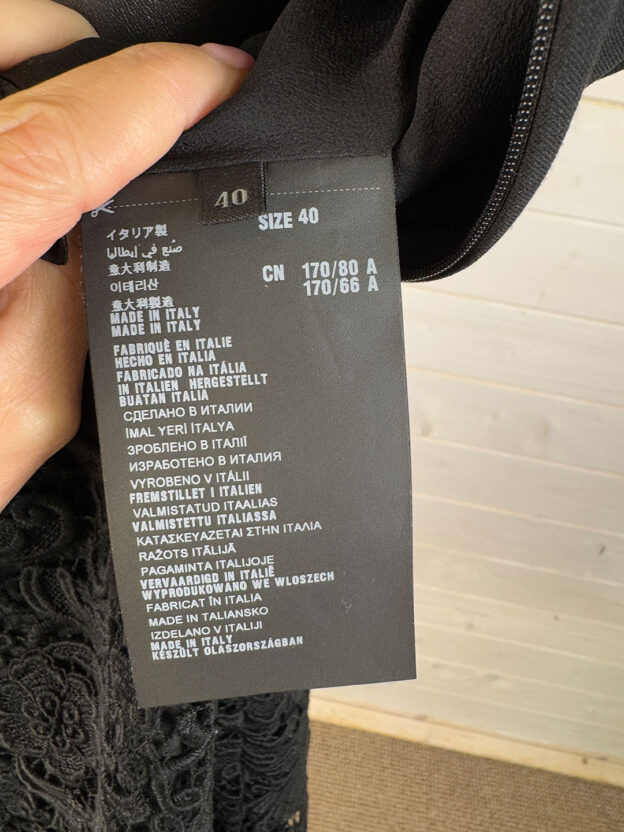 40
SIZE 40
イタリア製
صُنع في إيطاليا
意大利制造
이태리산
意大利製造
CN 170/80 A
170/66 A
MADE IN ITALY
MADE IN ITALY
FABRIQUÈ EN ITALIE
HECHO EN ITALIA
FABRICADO NA ITÁLIA
IN ITALIEN HERGESTELLT
BUATAN ITALIA
СДЕЛАНО В ИТАЛИИ
İMAL YERİ İTALYA
ЗРОБЛЕНО В ІТАЛІЇ
ИЗРАБОТЕНО В ИТАЛИЯ
VYROBENO V ITÁLII
FREMSTILLET I ITALIEN
VALMISTATUD ITAALIAS
VALMISTETTU ITALIASSA
ΚΑΤΑΣΚΕΥΑΖΕΤΑΙ ΣΤΗΝ ΙΤΑΛΙΑ
RAŽOTS ITĀLIJĀ
PAGAMINTA ITALIJOJE
VERVAARDIGD IN ITALIË
WYPRODUKOWANO WE WLOSZECH
FABRICAT ÎN ITALIA
MADE IN TALIANSKO
IZDELANO V ITALIJI
MADE IN ITALY
KÉSZÜLT OLASZORSZÁGBAN